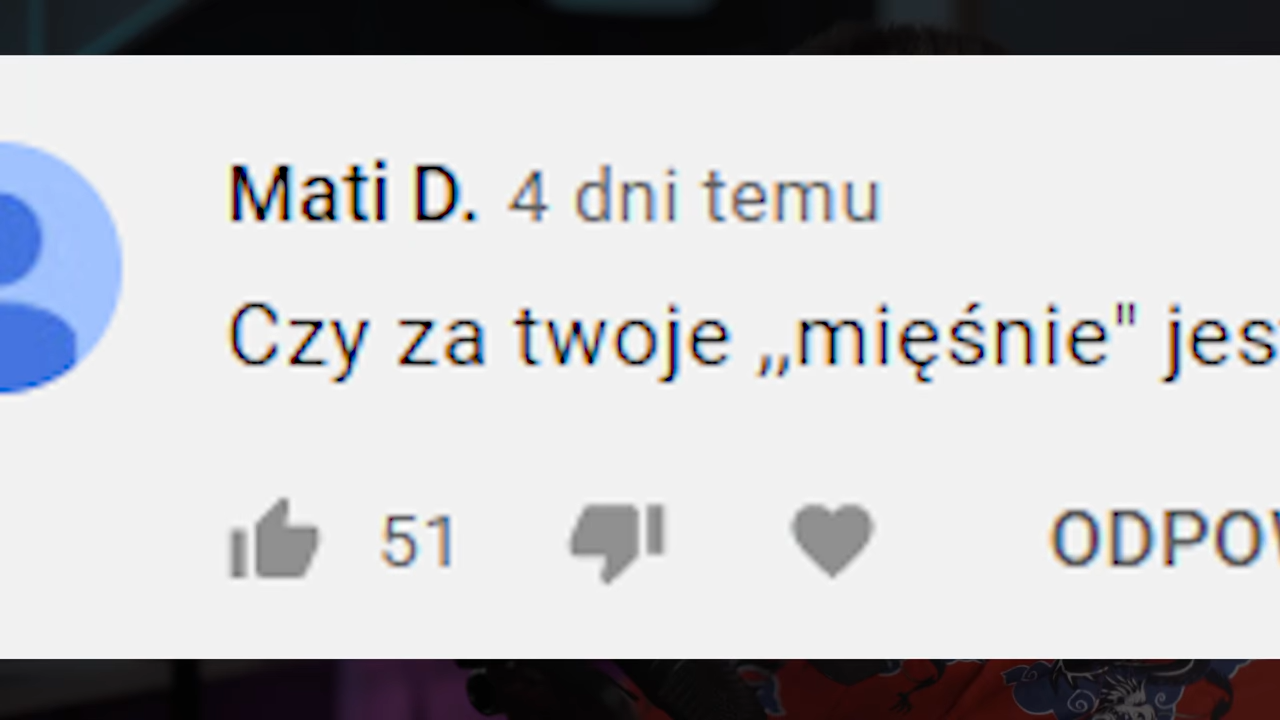 Mati D. 4 dni temu
Czy za twoje ,,mięśnie" jes
51
ODPOW